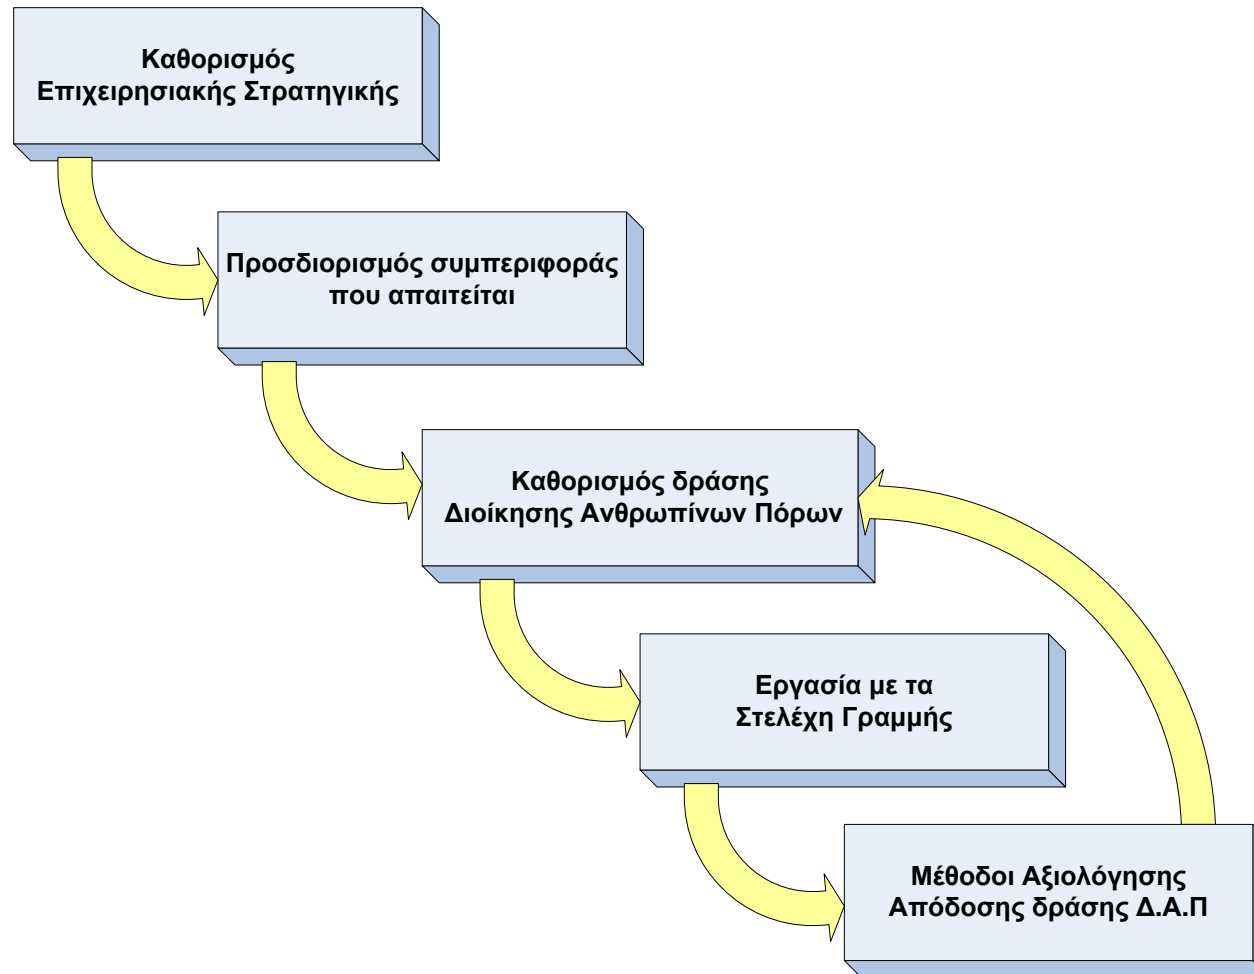 Καθορισμός
Επιχειρησιακής Στρατηγικής
Προσδιορισμός συμπεριφοράς
που απαιτείται
Καθορισμός δράσης
Διοίκησης Ανθρωπίνων Πόρων
Εργασία με τα
Στελέχη Γραμμής
Μέθοδοι Αξιολόγησης
Απόδοσης δράσης Δ.Α.Π